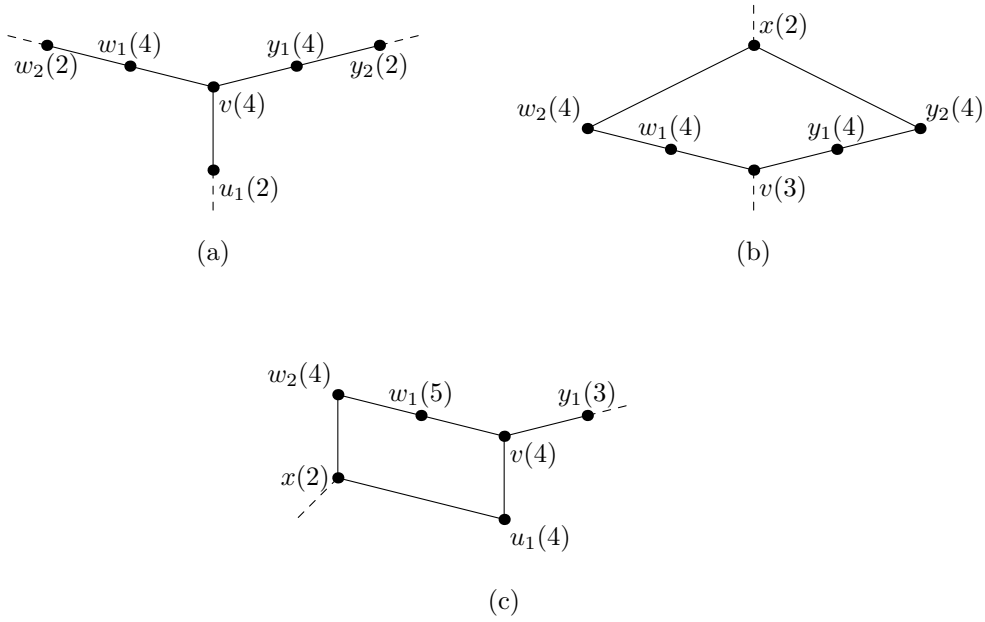 w₂(2) w₁(4) y₁(4) y₂(2)
v(4)
u₁(2)
(a)
x(2)
w₂(4) w₁(4) y₁(4) y₂(4)
v(3)
(b)
w₂(4) w₁(5) y₁(3)
v(4)
x(2)
u₁(4)
(c)